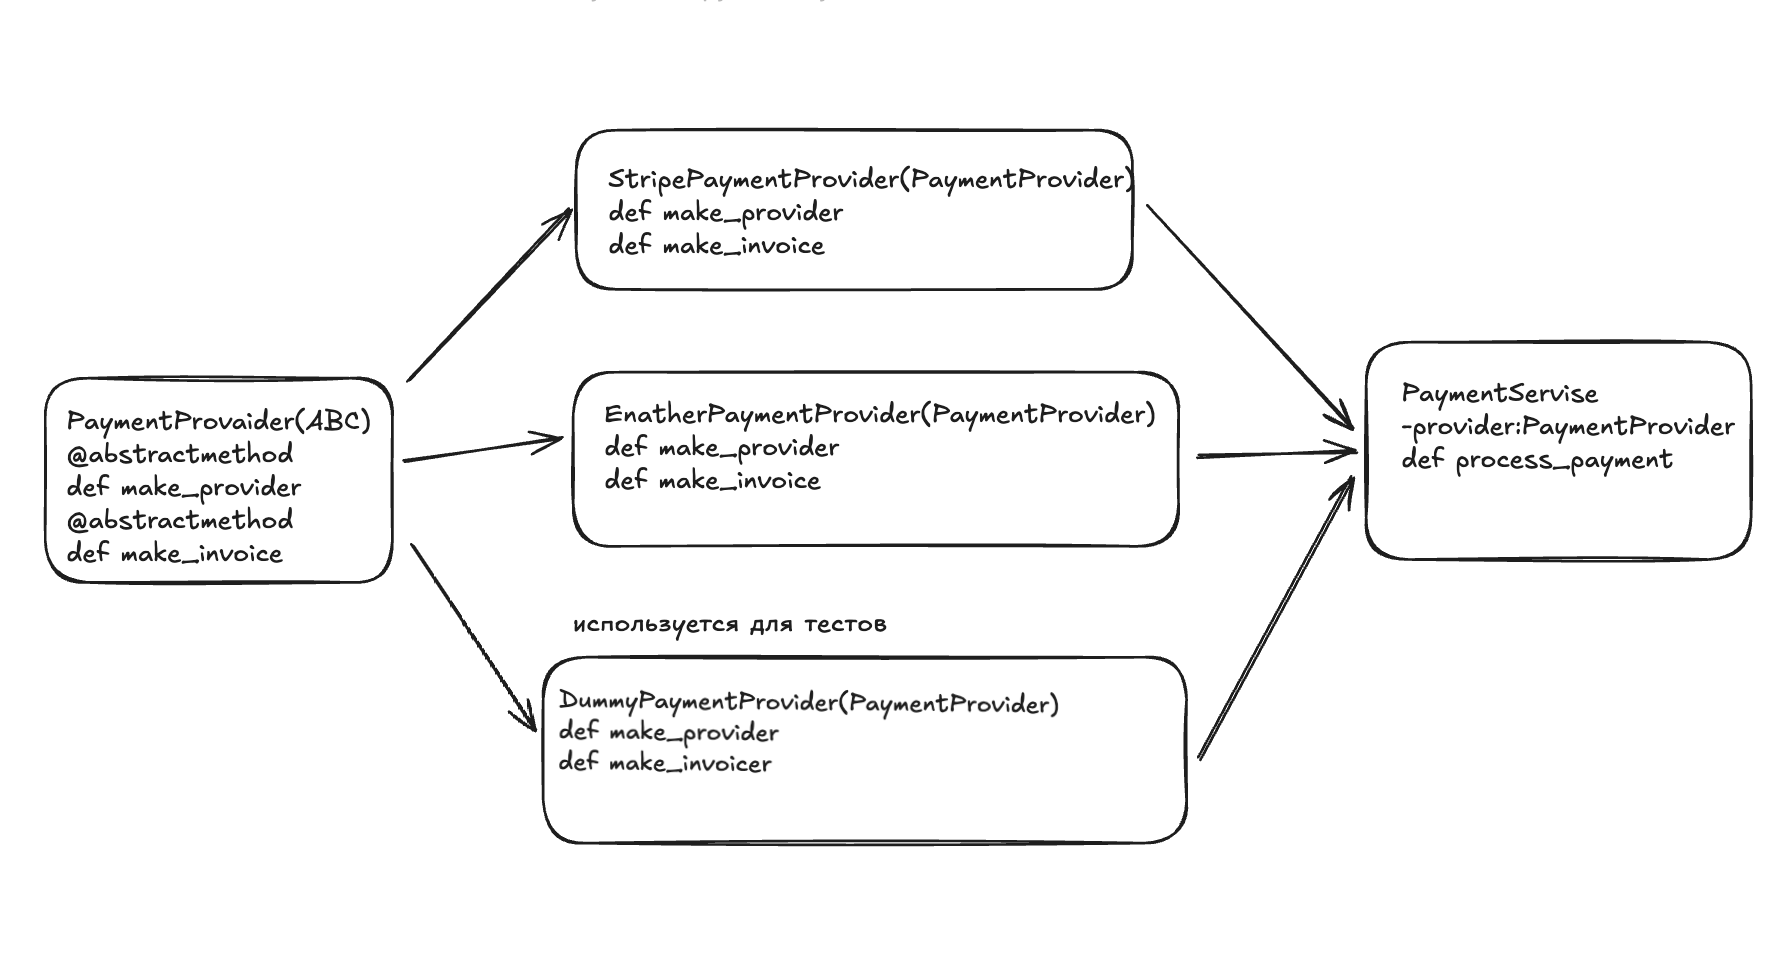 PaymentProvaider(ABC)
@abstractmethod
def make_provider
@abstractmethod
def make_invoice
StripePaymentProvider(PaymentProvider)
def make_provider
def make_invoice
EnatherPaymentProvider(PaymentProvider)
def make_provider
def make_invoice
используется для тестов
DummyPaymentProvider(PaymentProvider)
def make_provider
def make_invoicer
PaymentServise
-provider:PaymentProvider
def process_payment